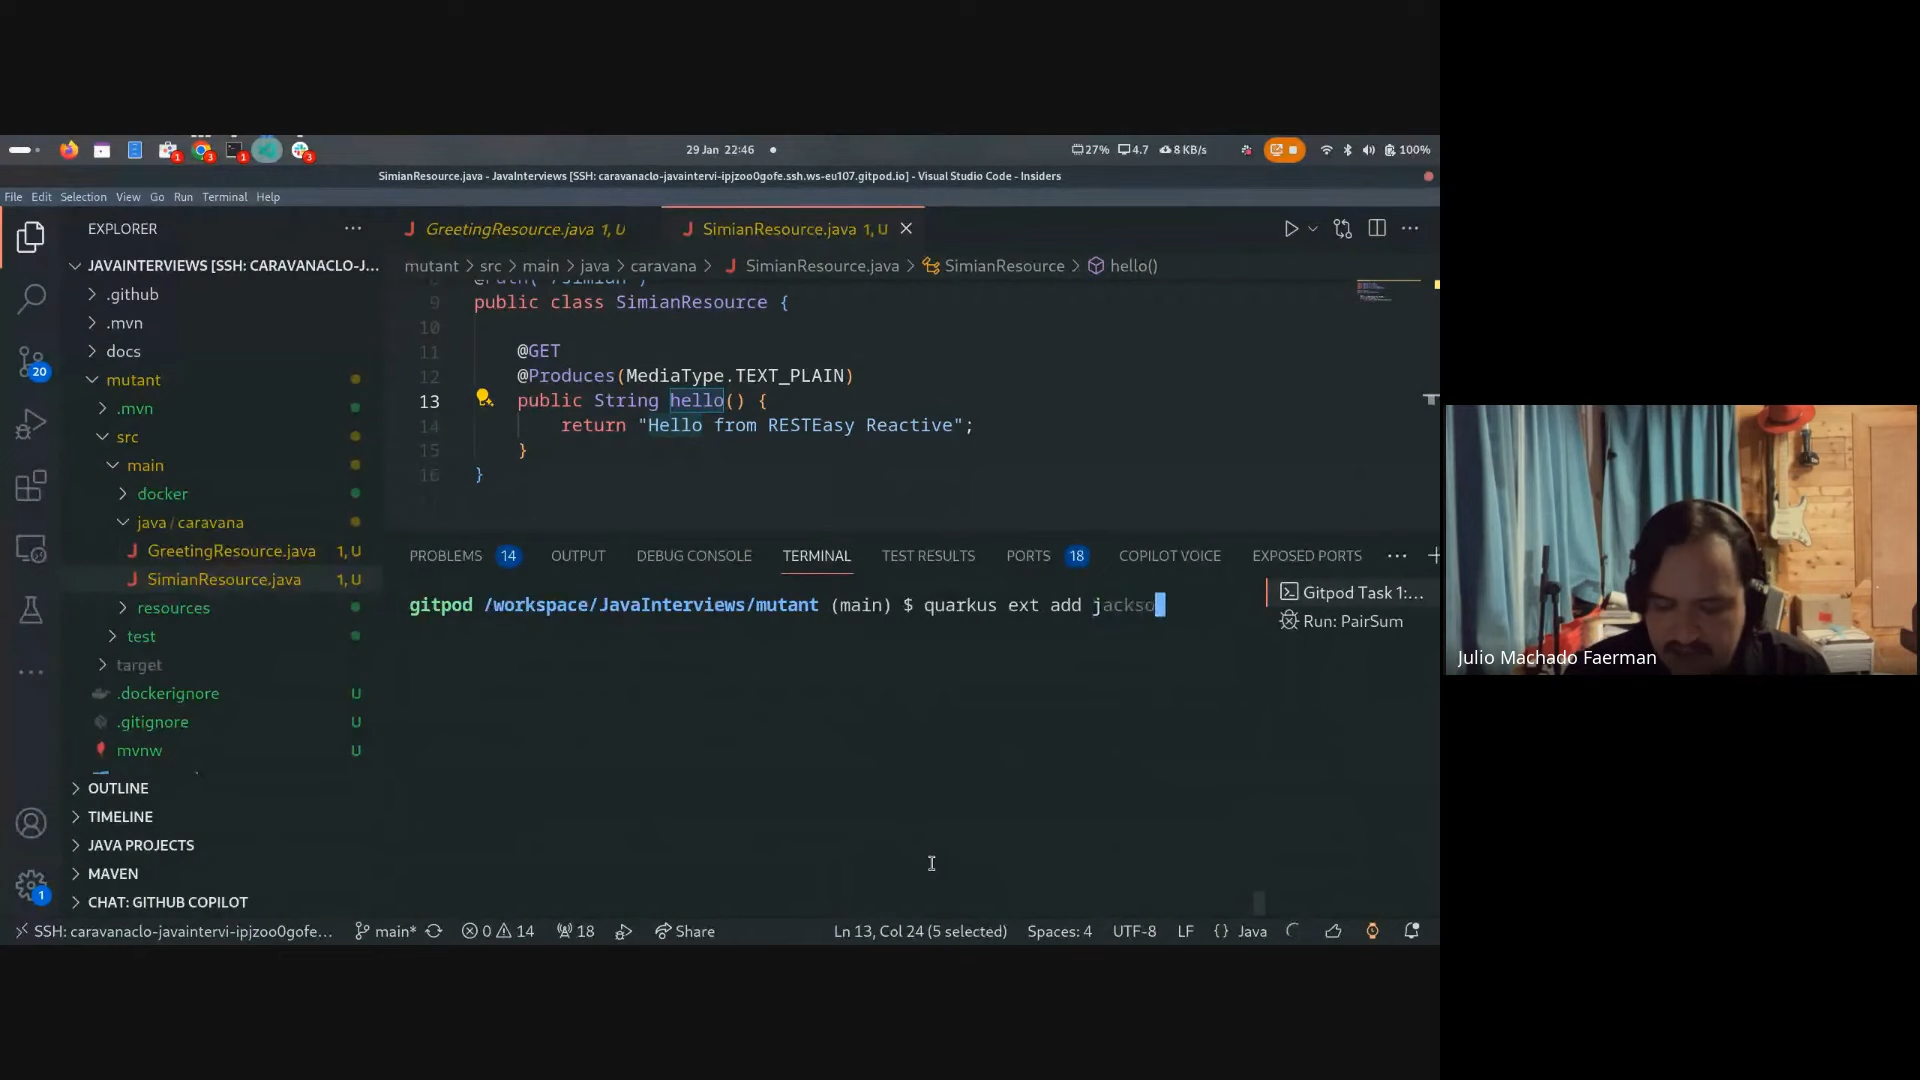 29 Jan 22:46
27%
4.7
8 KB/s
100%
SimianResource.java - JavaInterviews [SSH: caravanaclo-javaintervi-ipjzoo0gofe.ssh.ws-eu107.gitpod.io] - Visual Studio Code - Insiders
File Edit Selection View Go Run Terminal Help
EXPLORER
GreetingResource.java 1, U
SimianResource.java 1, U
JAVAINTERVIEWS [SSH: CARAVANACLO-J...
mutant > src > main > java > caravana > SimianResource.java > SimianResource > hello()
.github
.mvn
docs
mutant
.mvn
src
main
docker
java / caravana
GreetingResource.java 1, U
SimianResource.java 1, U
resources
test
target
.dockerignore U
.gitignore U
mvnw U
OUTLINE
TIMELINE
JAVA PROJECTS
MAVEN
CHAT: GITHUB COPILOT
20
1
8 @Path("/simian")
9 public class SimianResource {
10
11 @GET
12 @Produces(MediaType.TEXT_PLAIN)
13 public String hello() {
14 return "Hello from RESTEasy Reactive";
15 }
16 }
PROBLEMS 14 OUTPUT DEBUG CONSOLE TERMINAL TEST RESULTS PORTS 18 COPILOT VOICE EXPOSED PORTS
gitpod /workspace/JavaInterviews/mutant (main) $ quarkus ext add jackso
Gitpod Task 1:...
Run: PairSum
SSH: caravanaclo-javaintervi-ipjzoo0gofe... main* 0 14 18 Share Ln 13, Col 24 (5 selected) Spaces: 4 UTF-8 LF {} Java
Julio Machado Faerman